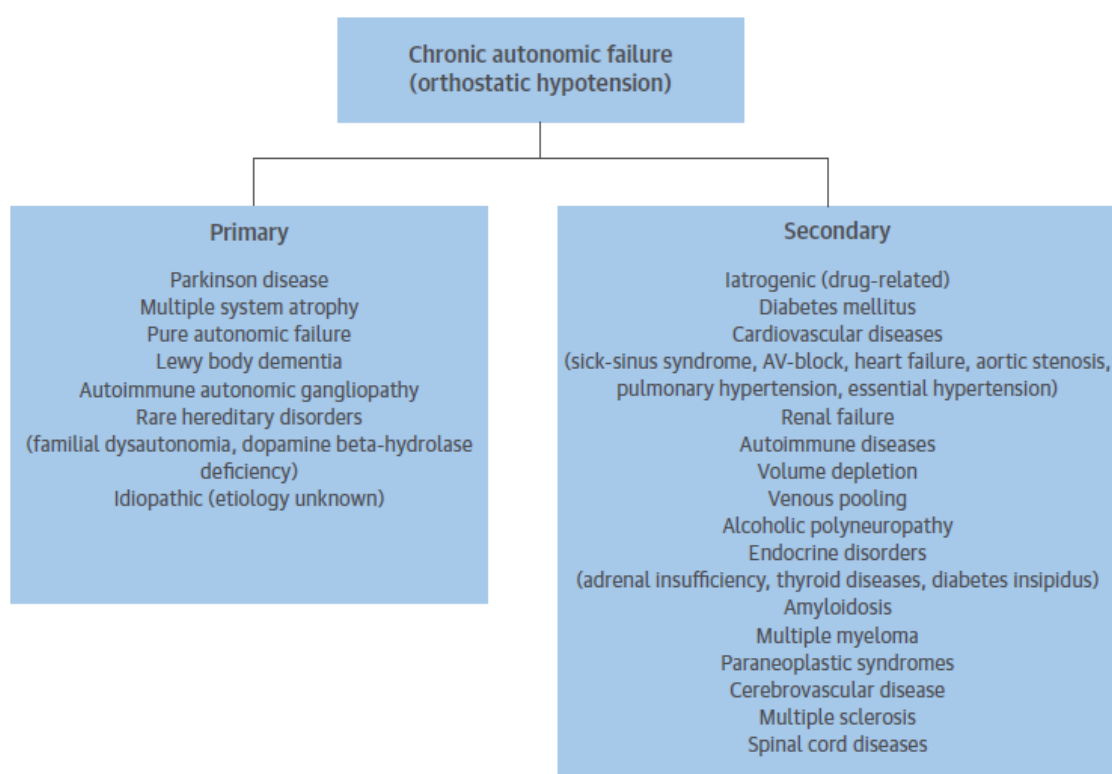 Chronic autonomic failure
(orthostatic hypotension)
Primary
Parkinson disease
Multiple system atrophy
Pure autonomic failure
Lewy body dementia
Autoimmune autonomic gangliopathy
Rare hereditary disorders
(familial dysautonomia, dopamine beta-hydrolase
deficiency)
Idiopathic (etiology unknown)
Secondary
Iatrogenic (drug-related)
Diabetes mellitus
Cardiovascular diseases
(sick-sinus syndrome, AV-block, heart failure, aortic stenosis,
pulmonary hypertension, essential hypertension)
Renal failure
Autoimmune diseases
Volume depletion
Venous pooling
Alcoholic polyneuropathy
Endocrine disorders
(adrenal insufficiency, thyroid diseases, diabetes insipidus)
Amyloidosis
Multiple myeloma
Paraneoplastic syndromes
Cerebrovascular disease
Multiple sclerosis
Spinal cord diseases